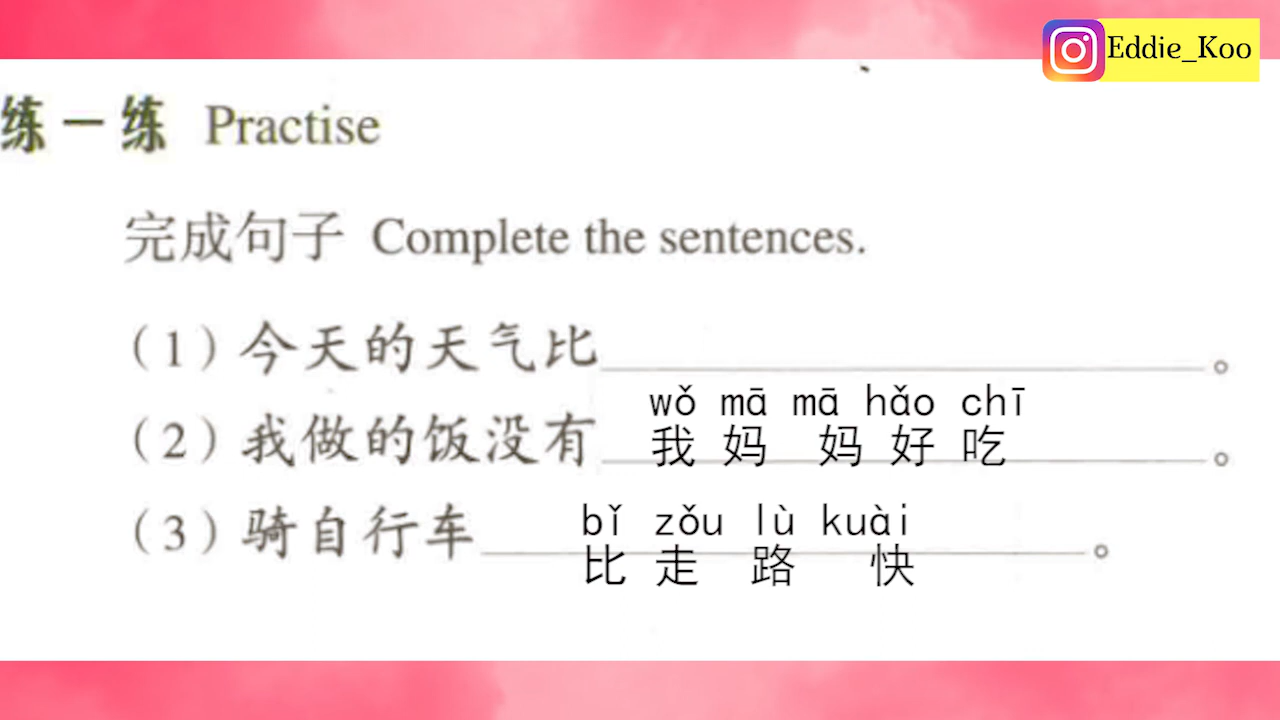 Eddie_Koo
练一练 Practise
完成句子 Complete the sentences.
(1) 今天的天气比________。
wǒ mā mā hǎo chī
(2) 我做的饭没有 我 妈 妈 好 吃。
bǐ zǒu lù kuài
(3) 骑自行车 比 走 路 快。